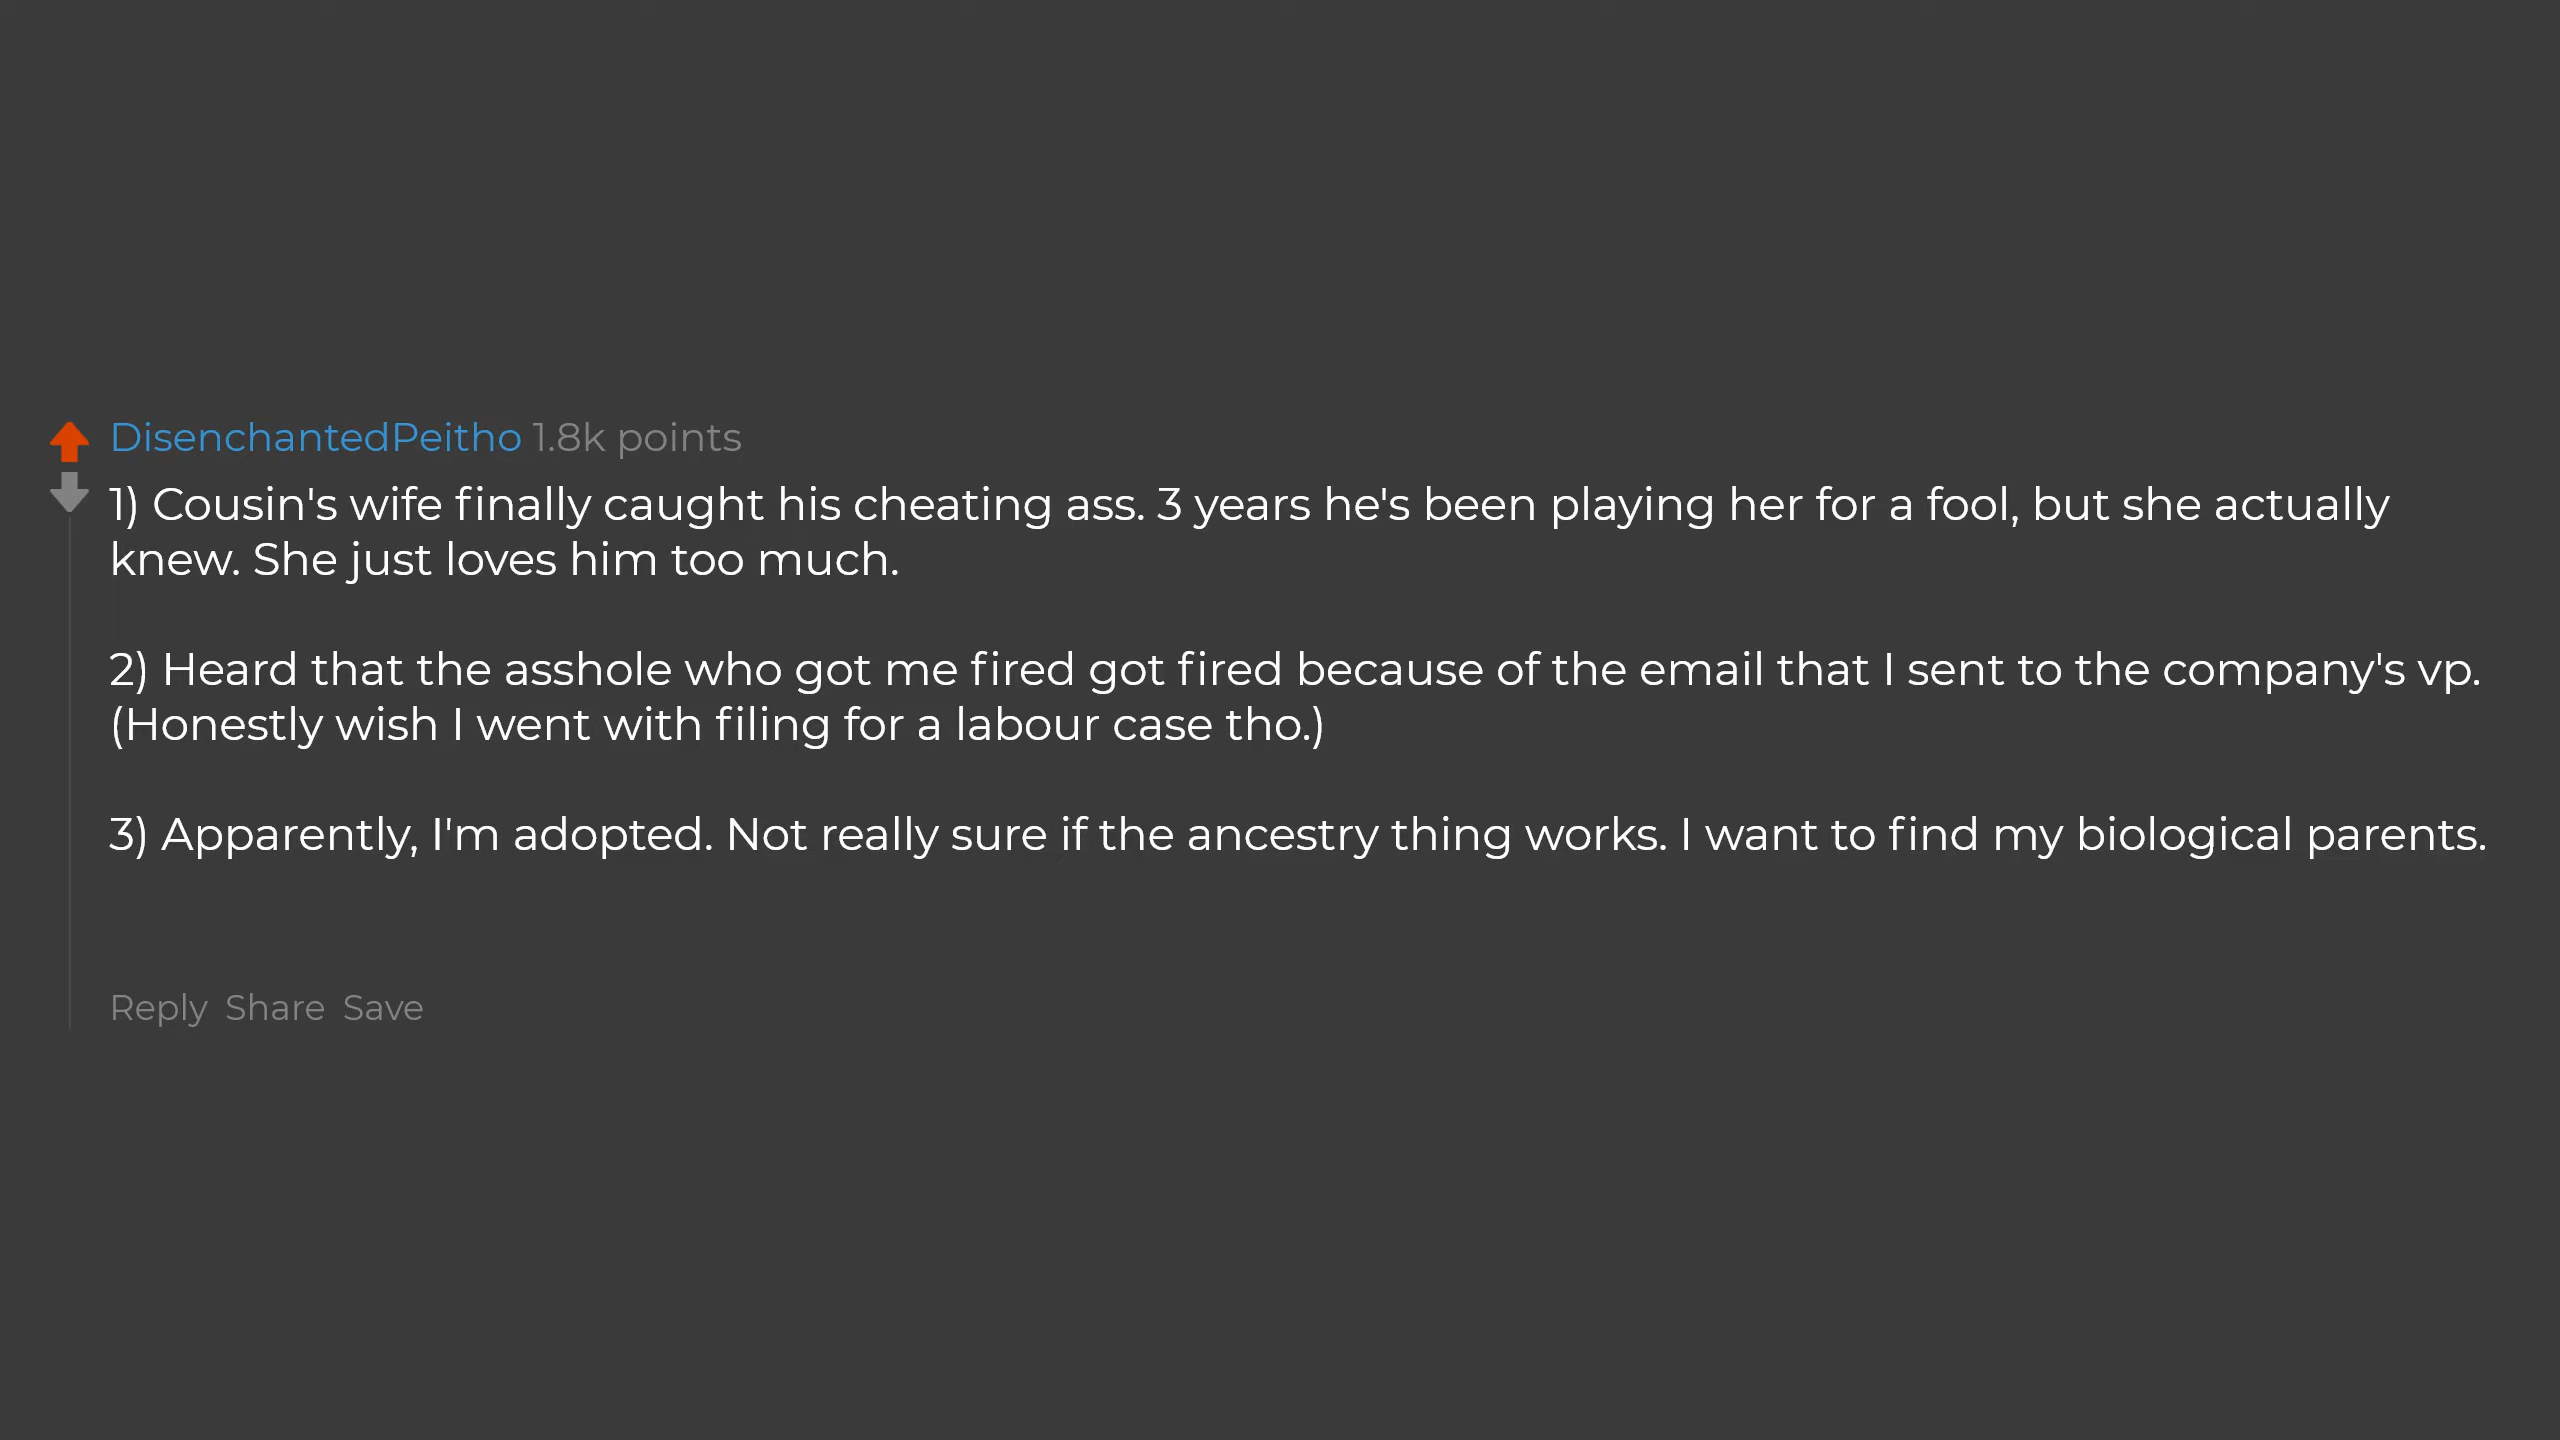 DisenchantedPeitho 1.8k points
1) Cousin's wife finally caught his cheating ass. 3 years he's been playing her for a fool, but she actually
knew. She just loves him too much.
2) Heard that the asshole who got me fired got fired because of the email that I sent to the company's vp.
(Honestly wish I went with filing for a labour case tho.)
3) Apparently, I'm adopted. Not really sure if the ancestry thing works. I want to find my biological parents.
Reply Share Save